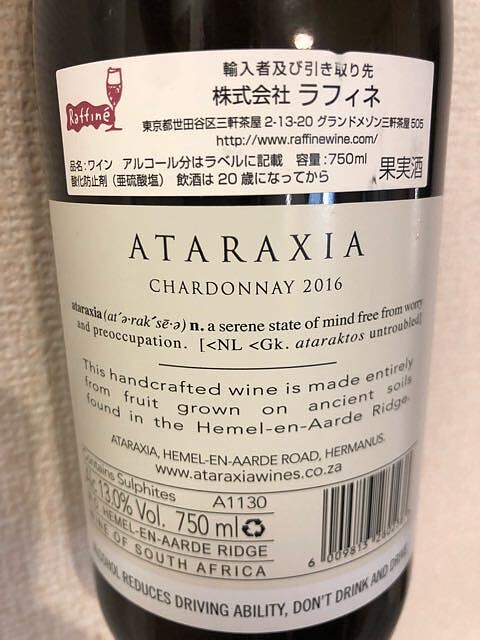 Raffiné
輸入者及び引き取り先
株式会社 ラフィネ
東京都世田谷区三軒茶屋 2-13-20 グランドメゾン三軒茶屋 505
http://www.raffinewine.com/
品名:ワイン アルコール分はラベルに記載 容量:750ml
酸化防止剤(亜硫酸塩) 飲酒は20歳になってから
果実酒
ATARAXIA
CHARDONNAY 2016
ataraxia (at´ə·rak´sē·ə) n. a serene state of mind free from worry
and preoccupation. [<NL <Gk. ataraktos untroubled]
This handcrafted wine is made entirely
from fruit grown on ancient soils
found in the Hemel-en-Aarde Ridge.
ATARAXIA, HEMEL-EN-AARDE ROAD, HERMANUS.
www.ataraxiawines.co.za
Contains Sulphites A1130
13.0% Vol. 750 ml
HEMEL-EN-AARDE RIDGE
WINE OF SOUTH AFRICA
6 009813
ALCOHOL REDUCES DRIVING ABILITY, DON'T DRINK AND DRIVE